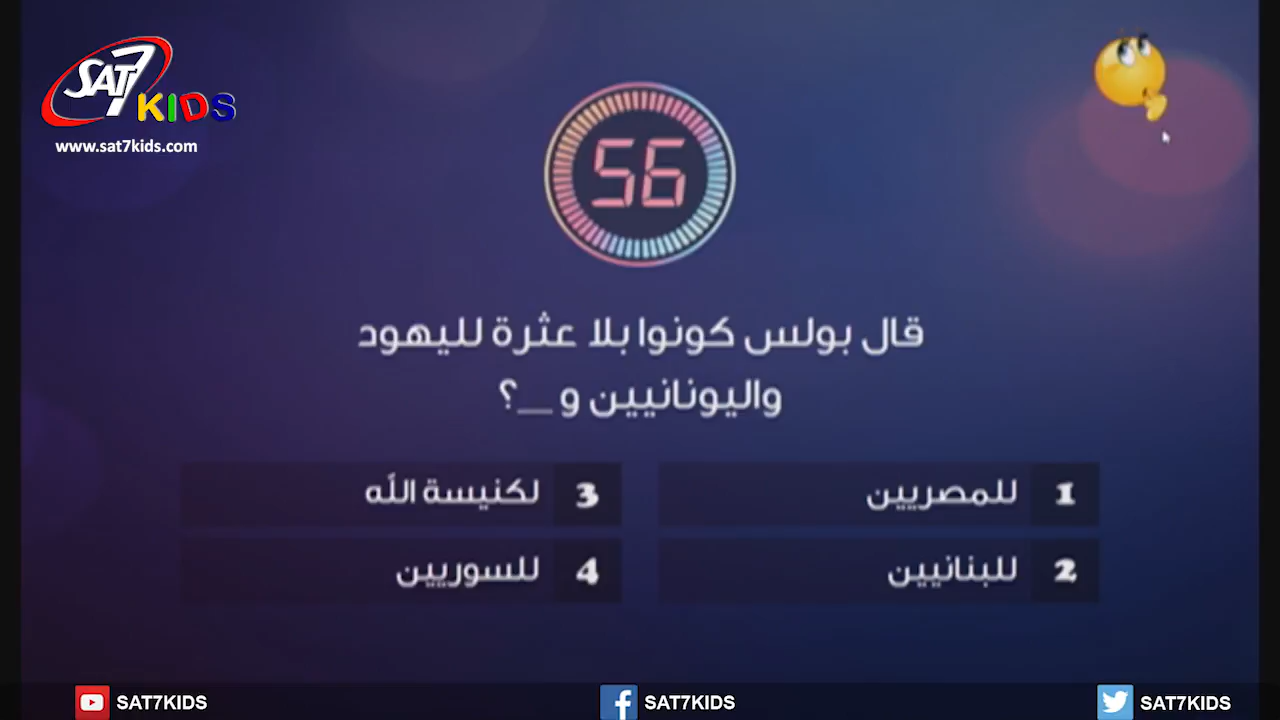 SAT7
KIDS
www.sat7kids.com
56
قال بولس كونوا بلا عثرة لليهود
واليونانيين و __؟
1 للمصريين
3 لكنيسة الله
2 للبنانيين
4 للسوريين
SAT7KIDS
SAT7KIDS
SAT7KIDS